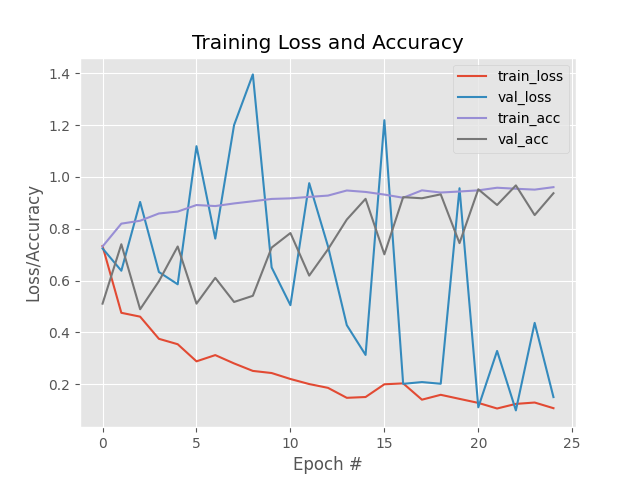 Training Loss and Accuracy
train_loss
val_loss
train_acc
val_acc
Loss/Accuracy
1.4
1.2
1.0
0.8
0.6
0.4
0.2
0 5 10 15 20 25
Epoch #